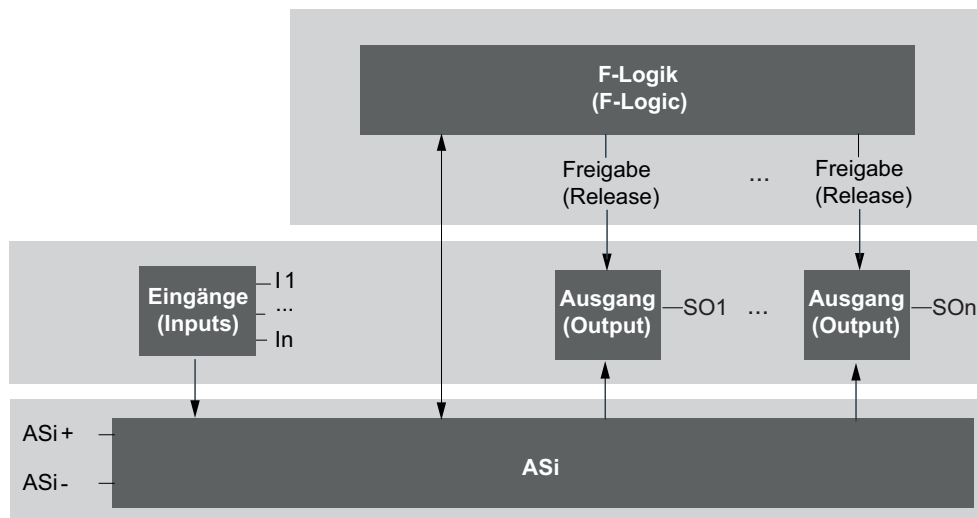 F-Logik
(F-Logic)
Freigabe
(Release)
...
Freigabe
(Release)
Eingänge
(Inputs)
I1
...
In
Ausgang
(Output)
SO1
...
Ausgang
(Output)
SOn
ASi+
ASi-
ASi